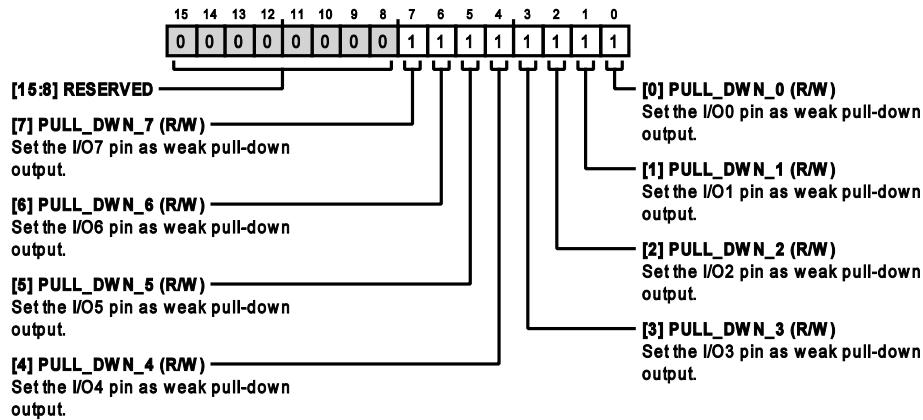 15 14 13 12 11 10 9 8 7 6 5 4 3 2 1 0
0 0 0 0 0 0 0 0 1 1 1 1 1 1 1 1
[15:8] RESERVED
[7] PULL_DWN_7 (R/W)
Set the I/O7 pin as weak pull-down
output.
[6] PULL_DWN_6 (R/W)
Set the I/O6 pin as weak pull-down
output.
[5] PULL_DWN_5 (R/W)
Set the I/O5 pin as weak pull-down
output.
[4] PULL_DWN_4 (R/W)
Set the I/O4 pin as weak pull-down
output.
[0] PULL_DWN_0 (R/W)
Set the I/O0 pin as weak pull-down
output.
[1] PULL_DWN_1 (R/W)
Set the I/O1 pin as weak pull-down
output.
[2] PULL_DWN_2 (R/W)
Set the I/O2 pin as weak pull-down
output.
[3] PULL_DWN_3 (R/W)
Set the I/O3 pin as weak pull-down
output.